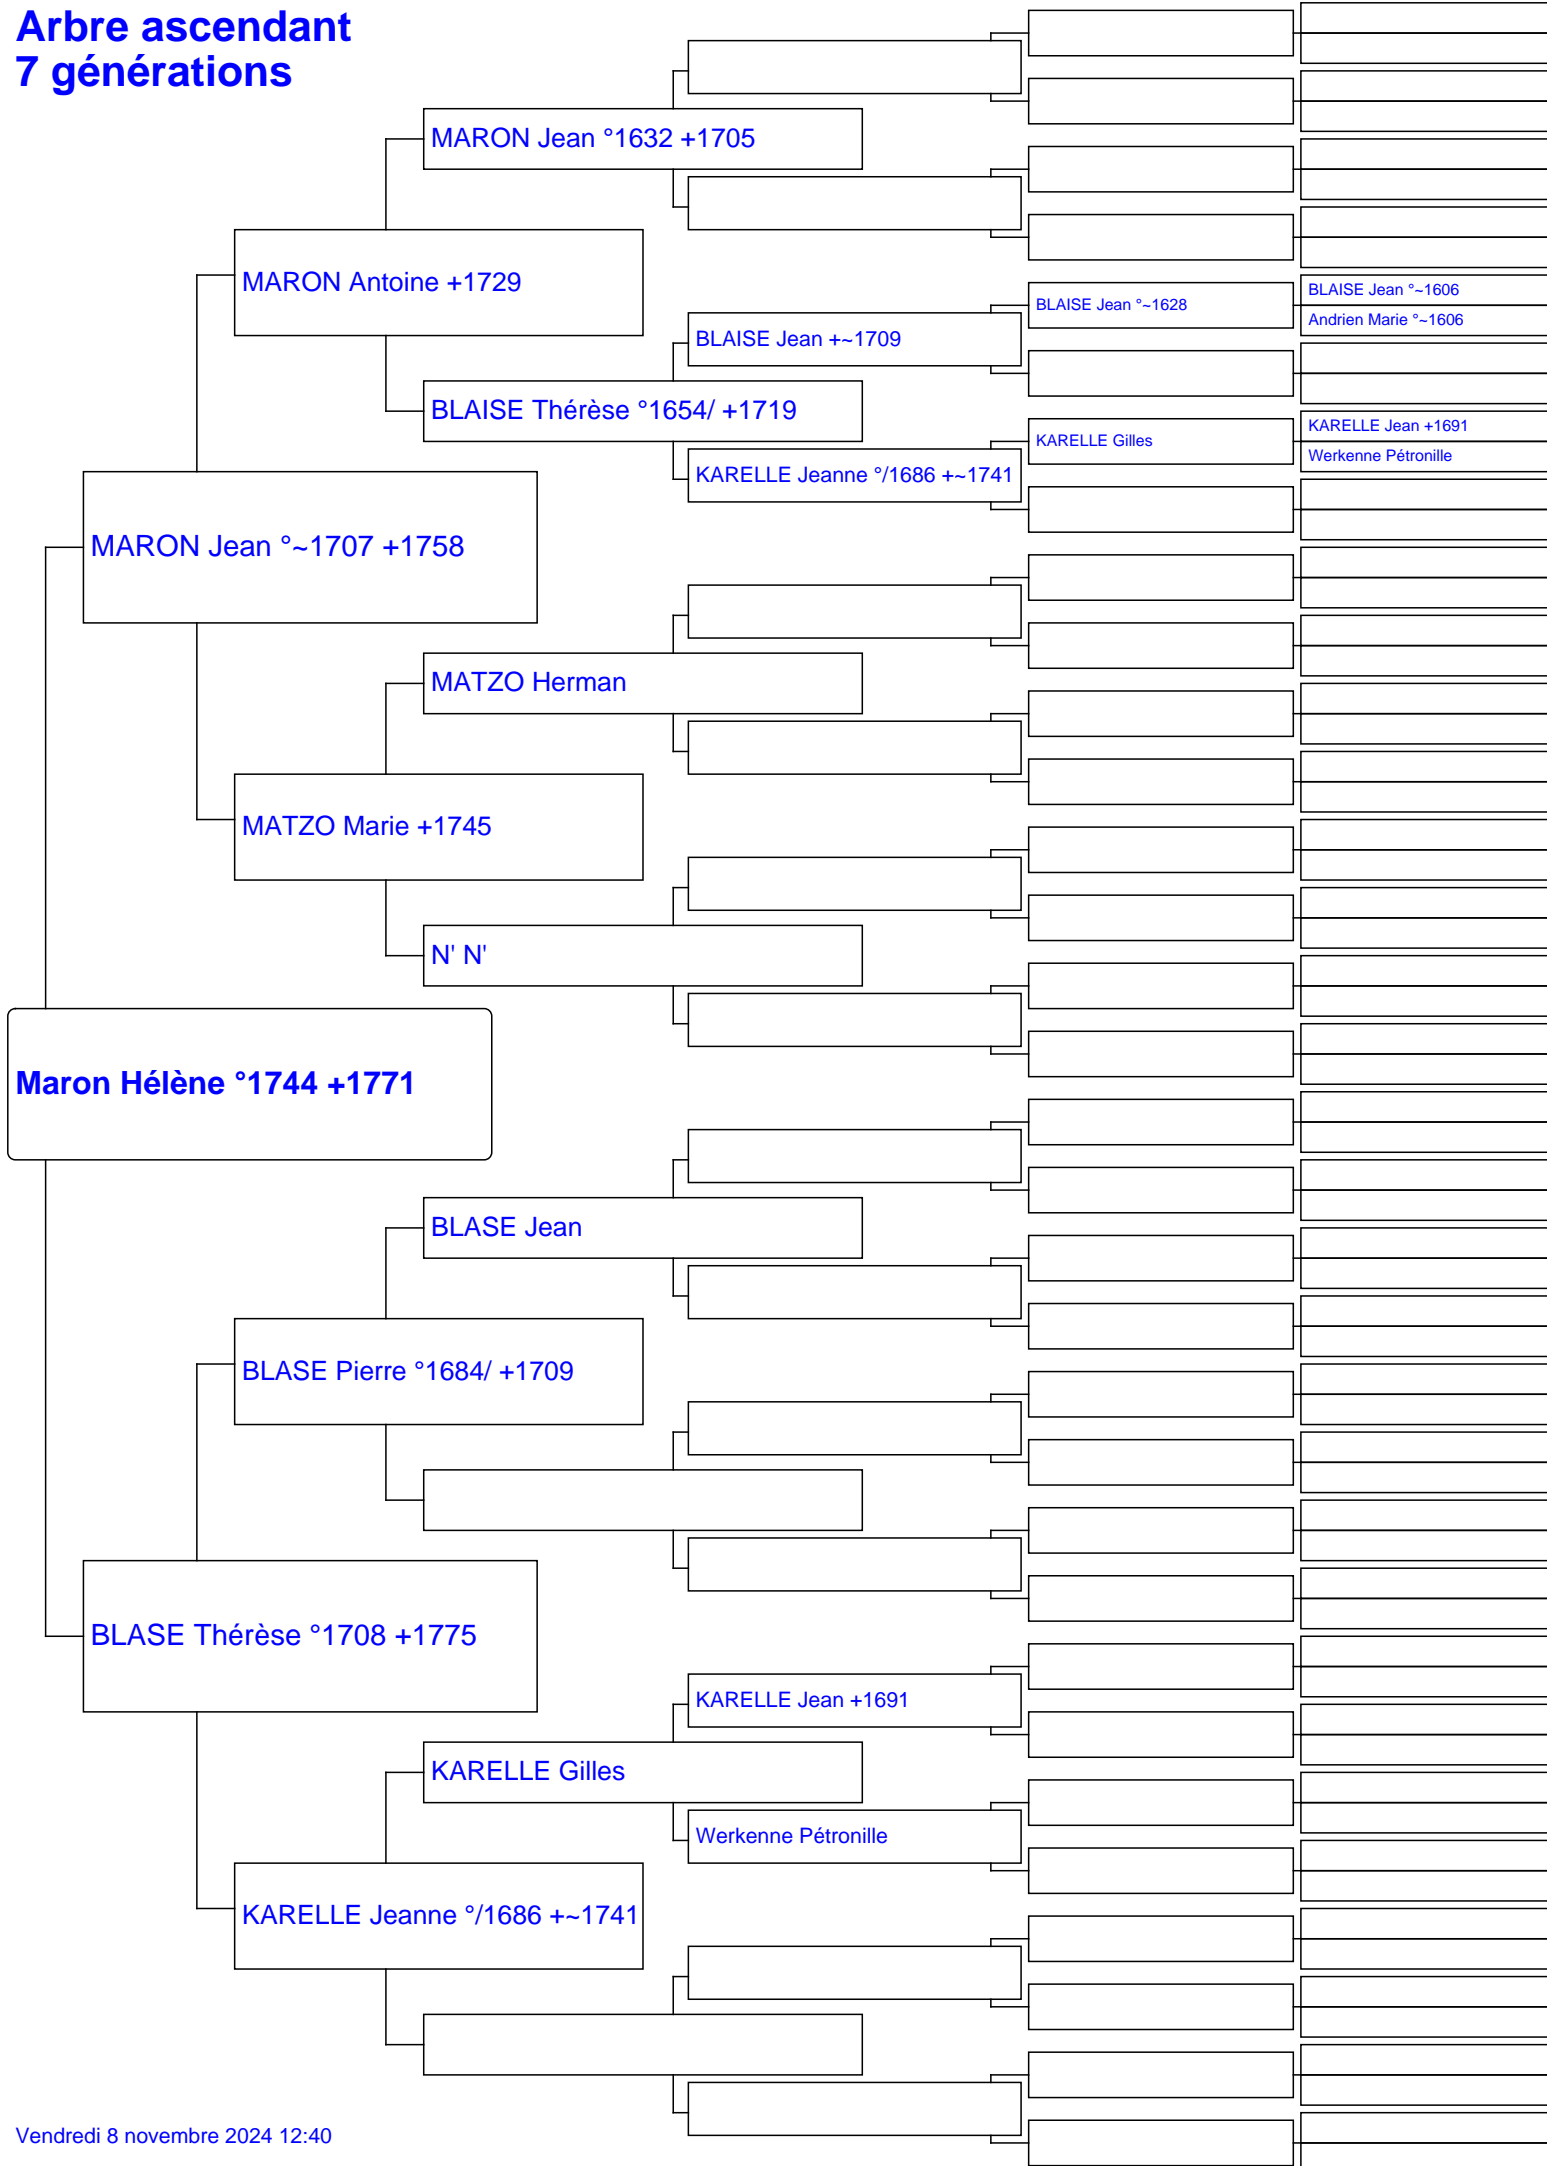 Arbre ascendant
7 générations
MARON Jean °1632 +1705
MARON Antoine +1729
BLAISE Jean °~1628
BLAISE Jean °~1606
Andrien Marie °~1606
BLAISE Jean +~1709
BLAISE Thérèse °1654/ +1719
KARELLE Gilles
KARELLE Jean +1691
Werkenne Pétronille
KARELLE Jeanne °/1686 +~1741
MARON Jean °~1707 +1758
MATZO Herman
MATZO Marie +1745
N' N'
Maron Hélène °1744 +1771
BLASE Jean
BLASE Pierre °1684/ +1709
BLASE Thérèse °1708 +1775
KARELLE Jean +1691
KARELLE Gilles
Werkenne Pétronille
KARELLE Jeanne °/1686 +~1741
Vendredi 8 novembre 2024 12:40